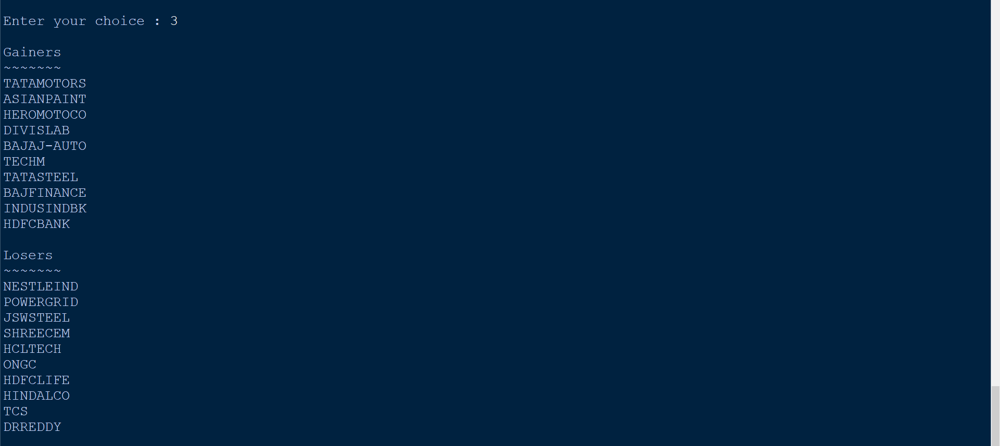 Enter your choice : 3
Gainers
~~~~~~~
TATAMOTORS
ASIANPAINT
HEROMOTOCO
DIVISLAB
BAJAJ-AUTO
TECHM
TATASTEEL
BAJFINANCE
INDUSINDBK
HDFCBANK
Losers
~~~~~~~
NESTLEIND
POWERGRID
JSWSTEEL
SHREECEM
HCLTECH
ONGC
HDFCLIFE
HINDALCO
TCS
DRREDDY